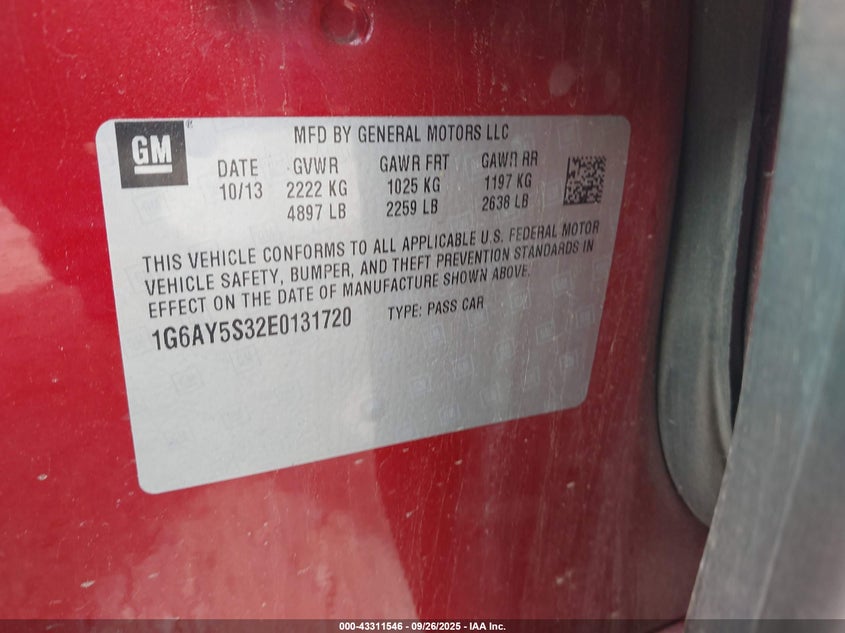 GM
MFD BY GENERAL MOTORS LLC
DATE GVWR GAWR FRT GAWR RR
10/13 2222 KG 1025 KG 1197 KG
4897 LB 2259 LB 2638 LB
THIS VEHICLE CONFORMS TO ALL APPLICABLE U.S. FEDERAL MOTOR
VEHICLE SAFETY, BUMPER, AND THEFT PREVENTION STANDARDS IN
EFFECT ON THE DATE OF MANUFACTURE SHOWN ABOVE.
1G6AY5S32E0131720 TYPE: PASS CAR
000-43311546 - 09/26/2025 - IAA Inc.